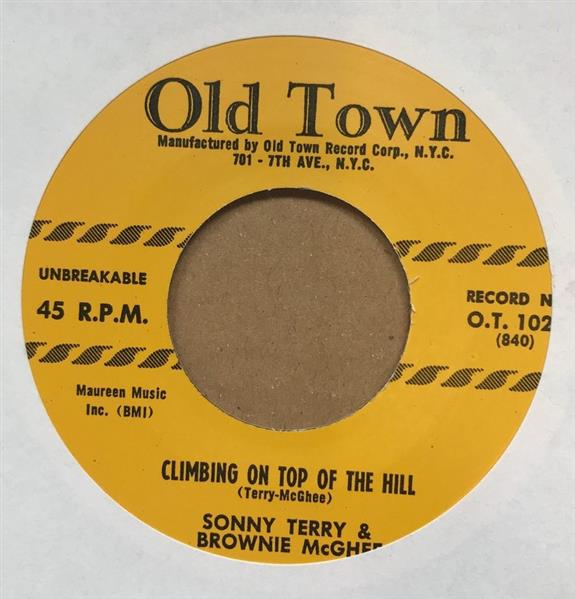 Old Town
Manufactured by Old Town Record Corp., N.Y.C.
701 - 7TH AVE., N.Y.C.
UNBREAKABLE
45 R.P.M.
RECORD N
O.T. 102
(840)
Maureen Music
Inc. (BMI)
CLIMBING ON TOP OF THE HILL
(Terry-McGhee)
SONNY TERRY &
BROWNIE McGHEE